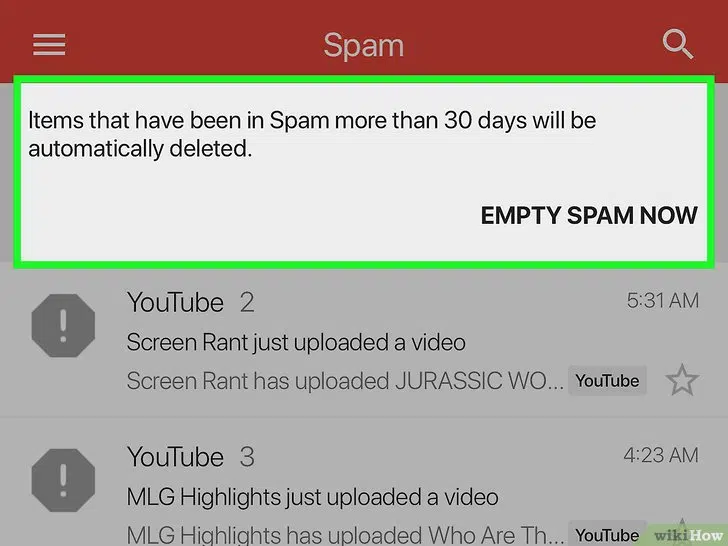 Spam
Items that have been in Spam more than 30 days will be
automatically deleted.
EMPTY SPAM NOW
YouTube 2 5:31 AM
Screen Rant just uploaded a video
Screen Rant has uploaded JURASSIC WO... YouTube
YouTube 3 4:23 AM
MLG Highlights just uploaded a video
MLG Highlights has uploaded Who Are Th... YouTube
wikiHow